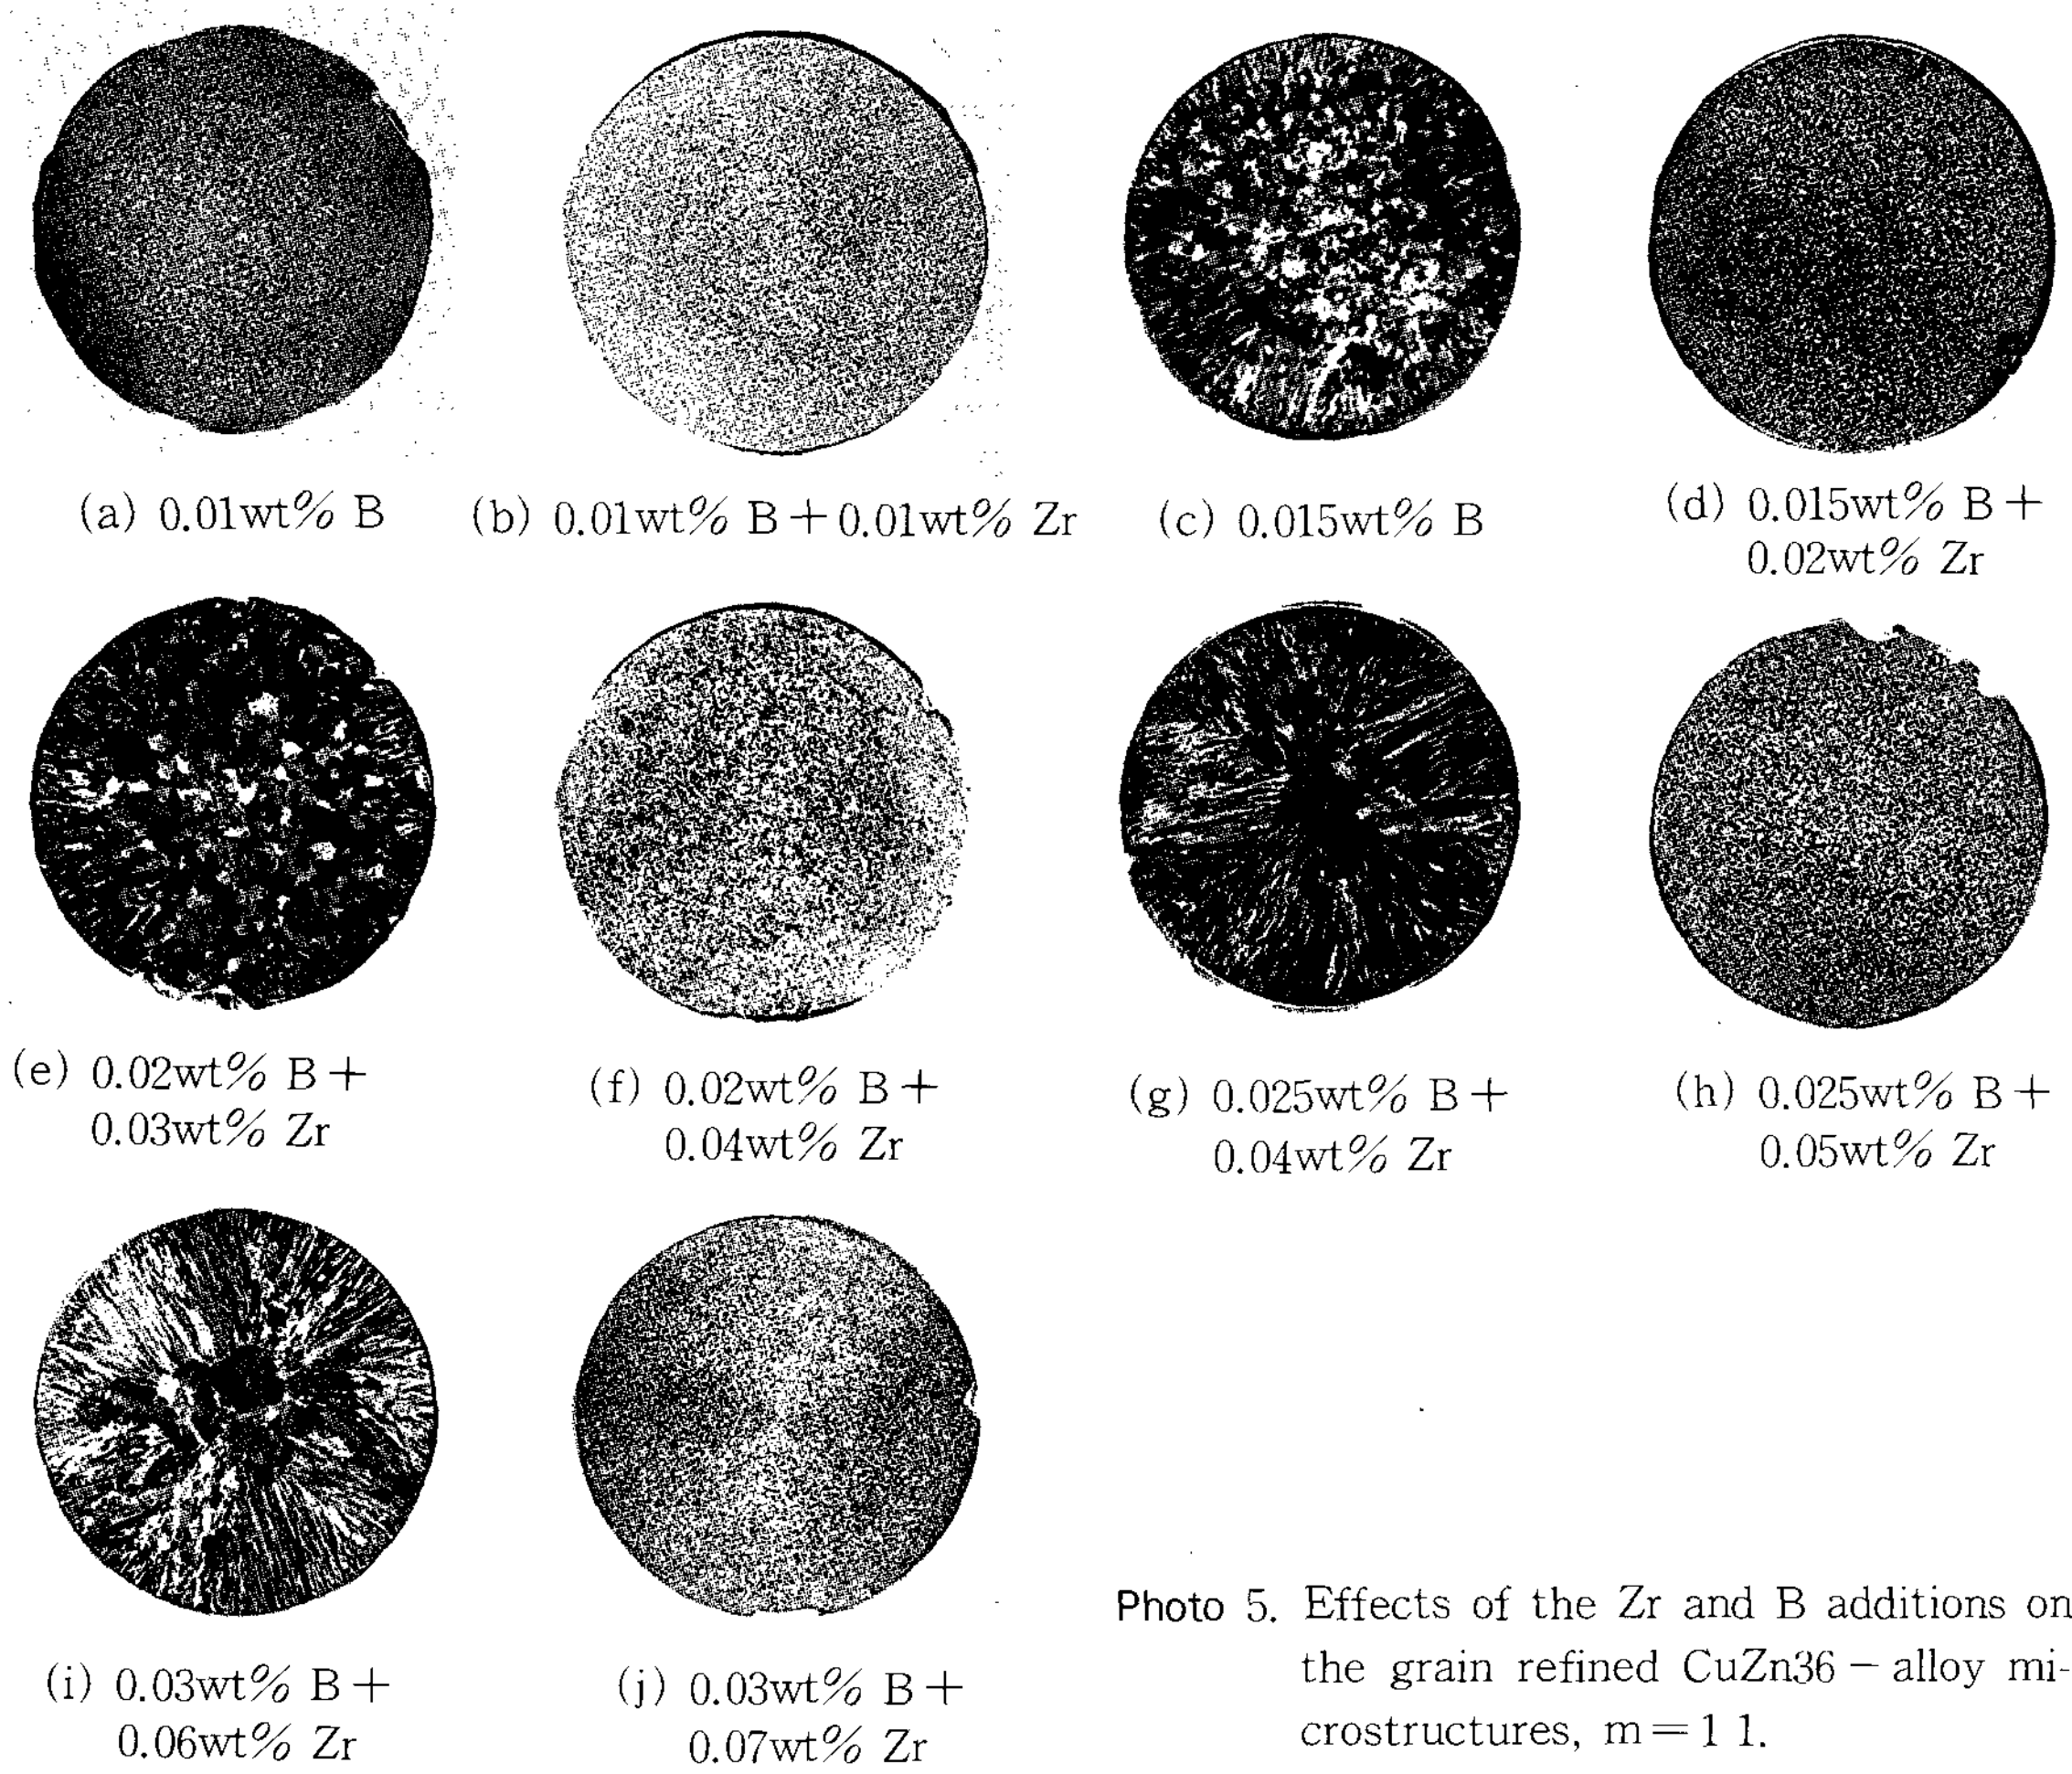 (a) 0.01wt% B
(b) 0.01wt% B+0.01wt% Zr
(c) 0.015wt% B
(d) 0.015wt% B+
0.02wt% Zr
(e) 0.02wt% B+
0.03wt% Zr
(f) 0.02wt% B+
0.04wt% Zr
(g) 0.025wt% B+
0.04wt% Zr
(h) 0.025wt% B+
0.05wt% Zr
(i) 0.03wt% B+
0.06wt% Zr
(j) 0.03wt% B+
0.07wt% Zr
Photo 5. Effects of the Zr and B additions on
the grain refined CuZn36-alloy mi-
crostructures, m=1 1.